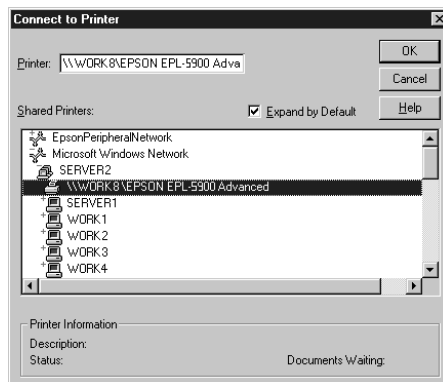 Connect to Printer
Printer: \\WORK8\EPSON EPL-5900 Adva
OK
Cancel
Help
Shared Printers:
Expand by Default
EpsonPeripheralNetwork
Microsoft Windows Network
SERVER2
\\WORK8\EPSON EPL-5900 Advanced
SERVER1
WORK1
WORK2
WORK3
WORK4
Printer Information
Description:
Status:
Documents Waiting: